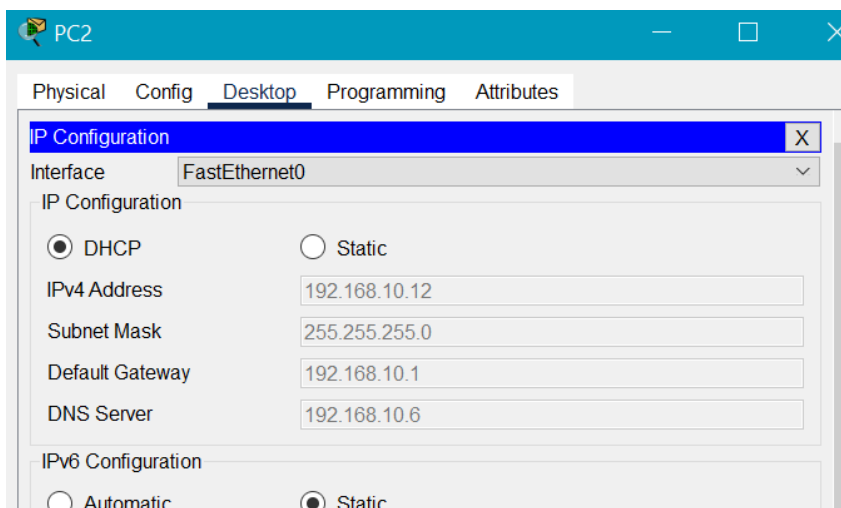 PC2
Physical Config Desktop Programming Attributes
IP Configuration X
Interface FastEthernet0
IP Configuration
DHCP Static
IPv4 Address 192.168.10.12
Subnet Mask 255.255.255.0
Default Gateway 192.168.10.1
DNS Server 192.168.10.6
IPv6 Configuration
Automatic Static